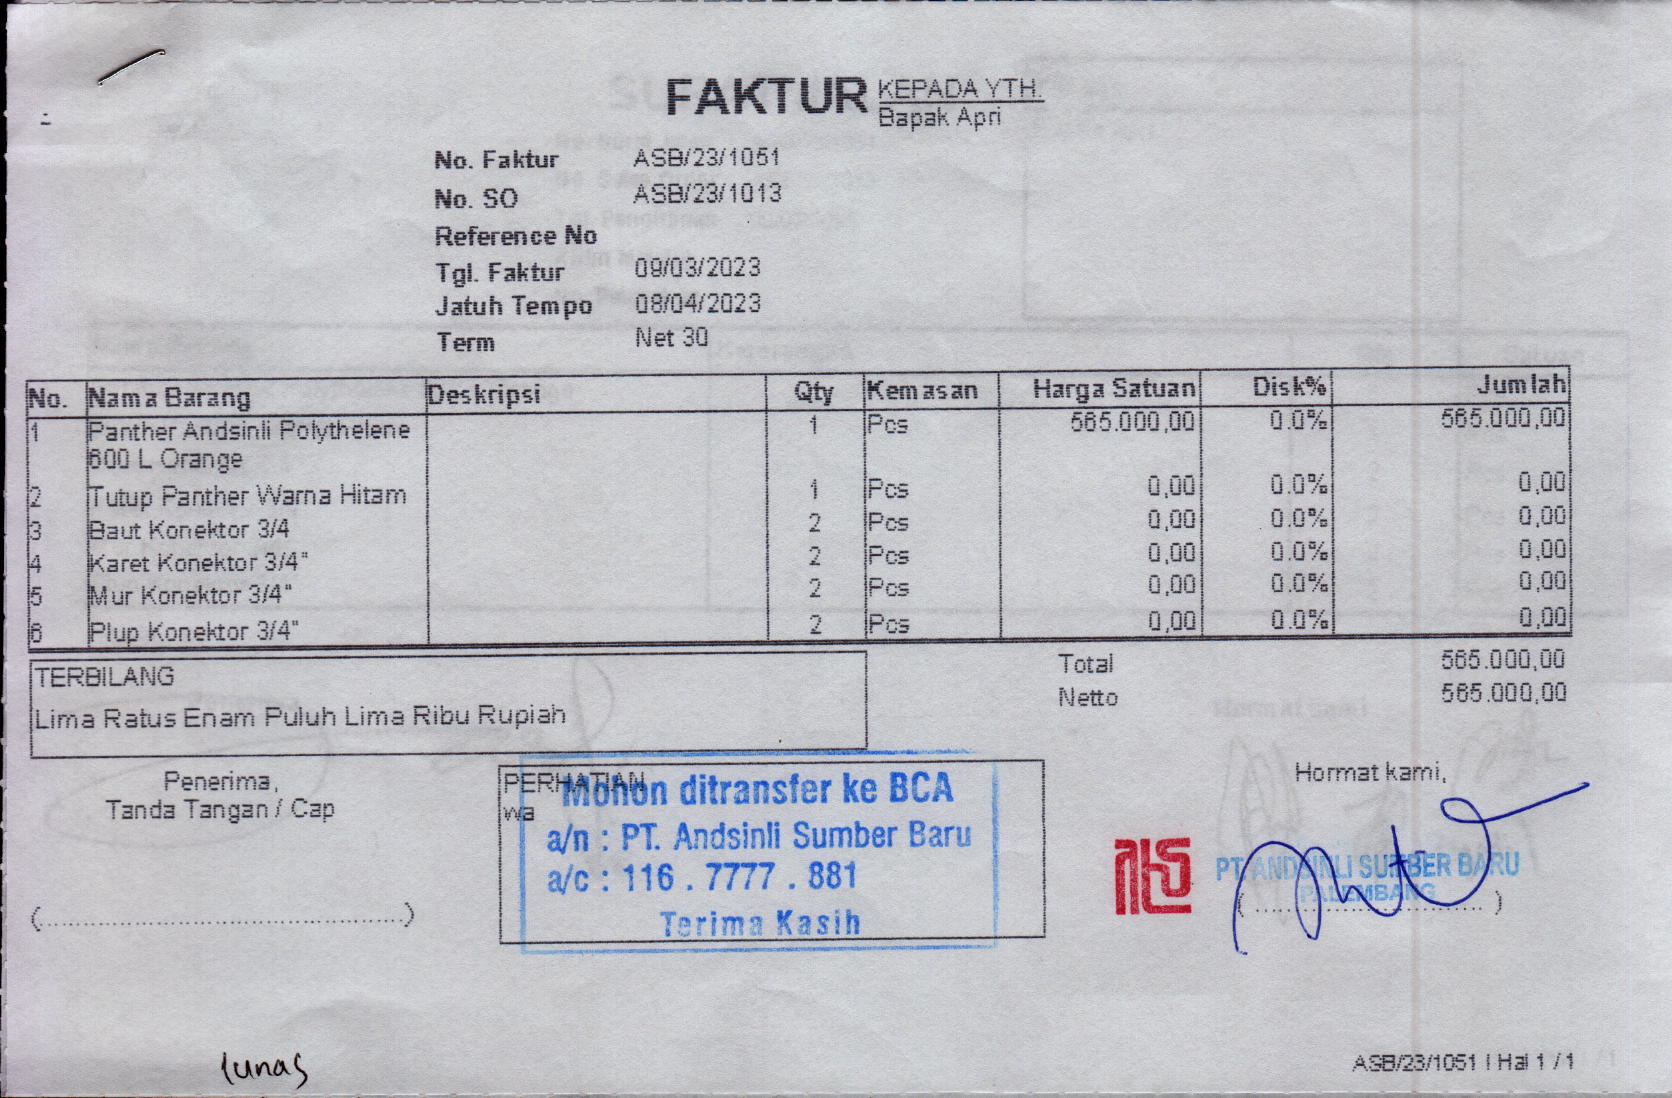 FAKTUR KEPADA YTH.
Bapak Apri
No. Faktur ASB/23/1051
No. SO ASB/23/1013
Reference No
Tgl. Faktur 09/03/2023
Jatuh Tempo 08/04/2023
Term Net 30
No. Nama Barang Deskripsi Qty Kemasan Harga Satuan Disk% Jumlah
1 Panther Andsinli Polythelene 1 Pcs 565.000,00 0.0% 565.000,00
600 L Orange
2 Tutup Panther Warna Hitam 1 Pcs 0,00 0.0% 0,00
3 Baut Konektor 3/4 2 Pcs 0,00 0.0% 0,00
4 Karet Konektor 3/4" 2 Pcs 0,00 0.0% 0,00
5 Mur Konektor 3/4" 2 Pcs 0,00 0.0% 0,00
6 Plup Konektor 3/4" 2 Pcs 0,00 0.0% 0,00
TERBILANG
Lima Ratus Enam Puluh Lima Ribu Rupiah
Total 565.000,00
Netto 565.000,00
Penerima,
Tanda Tangan / Cap
(......................................................)
PERHATIAN
wa
Mohon ditransfer ke BCA
a/n : PT. Andsinli Sumber Baru
a/c : 116 . 7777 . 881
Terima Kasih
Hormat kami,
PT. ANDSINLI SUMBER BARU
PALEMBANG
( ................................... )
lunas
ASB/23/1051 | Hal 1 / 1